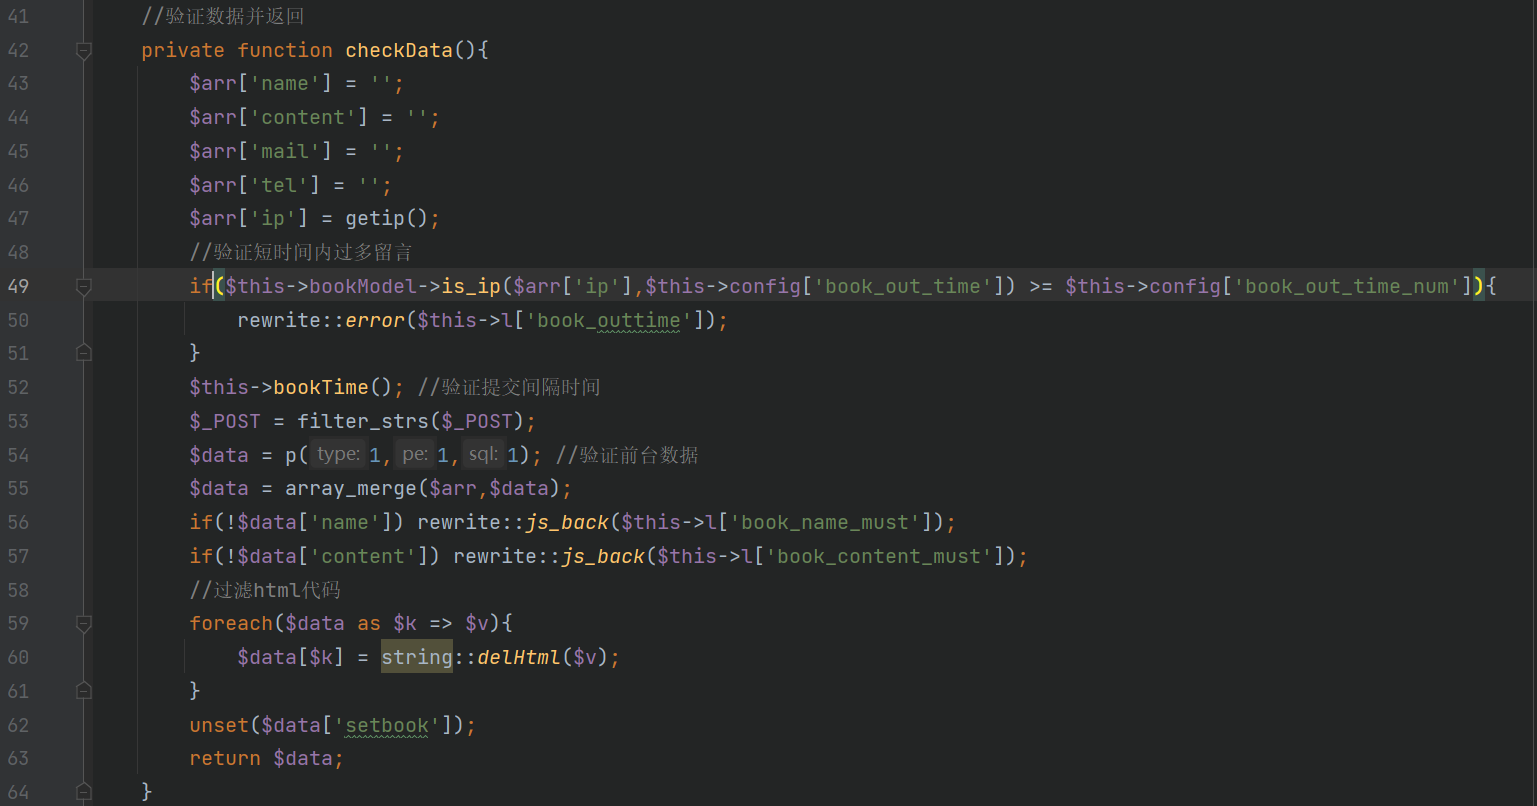 41 //验证数据并返回
42 private function checkData(){
43 $arr['name'] = '';
44 $arr['content'] = '';
45 $arr['mail'] = '';
46 $arr['tel'] = '';
47 $arr['ip'] = getip();
48 //验证短时间内过多留言
49 if($this->bookModel->is_ip($arr['ip'],$this->config['book_out_time']) >= $this->config['book_out_time_num']){
50 rewrite::error($this->l['book_outtime']);
51 }
52 $this->bookTime(); //验证提交间隔时间
53 $_POST = filter_strs($_POST);
54 $data = p( type: 1, pe: 1, sql: 1); //验证前台数据
55 $data = array_merge($arr,$data);
56 if(!$data['name']) rewrite::js_back($this->l['book_name_must']);
57 if(!$data['content']) rewrite::js_back($this->l['book_content_must']);
58 //过滤html代码
59 foreach($data as $k => $v){
60 $data[$k] = string::delHtml($v);
61 }
62 unset($data['setbook']);
63 return $data;
64 }